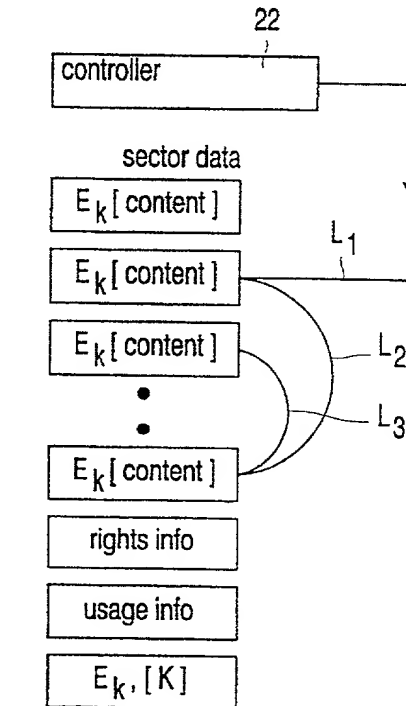 22
controller
sector data
Ek[ content ]
L1
Ek[ content ]
Ek[ content ]
L2
L3
Ek[ content ]
rights info
usage info
Ek, [K]